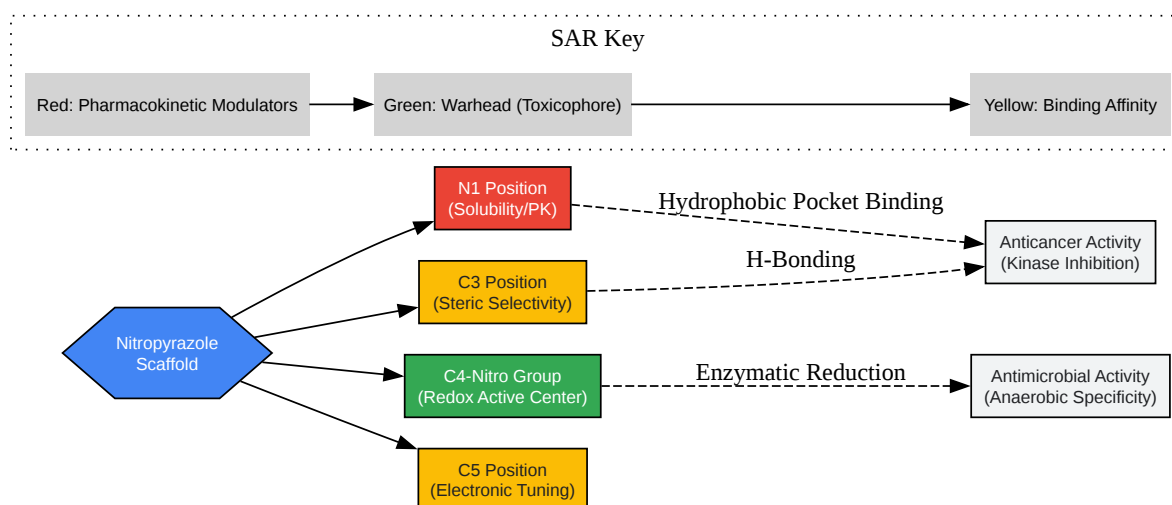 SAR Key
Red: Pharmacokinetic Modulators
Green: Warhead (Toxicophore)
Yellow: Binding Affinity
N1 Position
(Solubility/PK)
Hydrophobic Pocket Binding
Anticancer Activity
(Kinase Inhibition)
H-Bonding
C3 Position
(Steric Selectivity)
Nitropyrazole
Scaffold
C4-Nitro Group
(Redox Active Center)
Enzymatic Reduction
Antimicrobial Activity
(Anaerobic Specificity)
C5 Position
(Electronic Tuning)